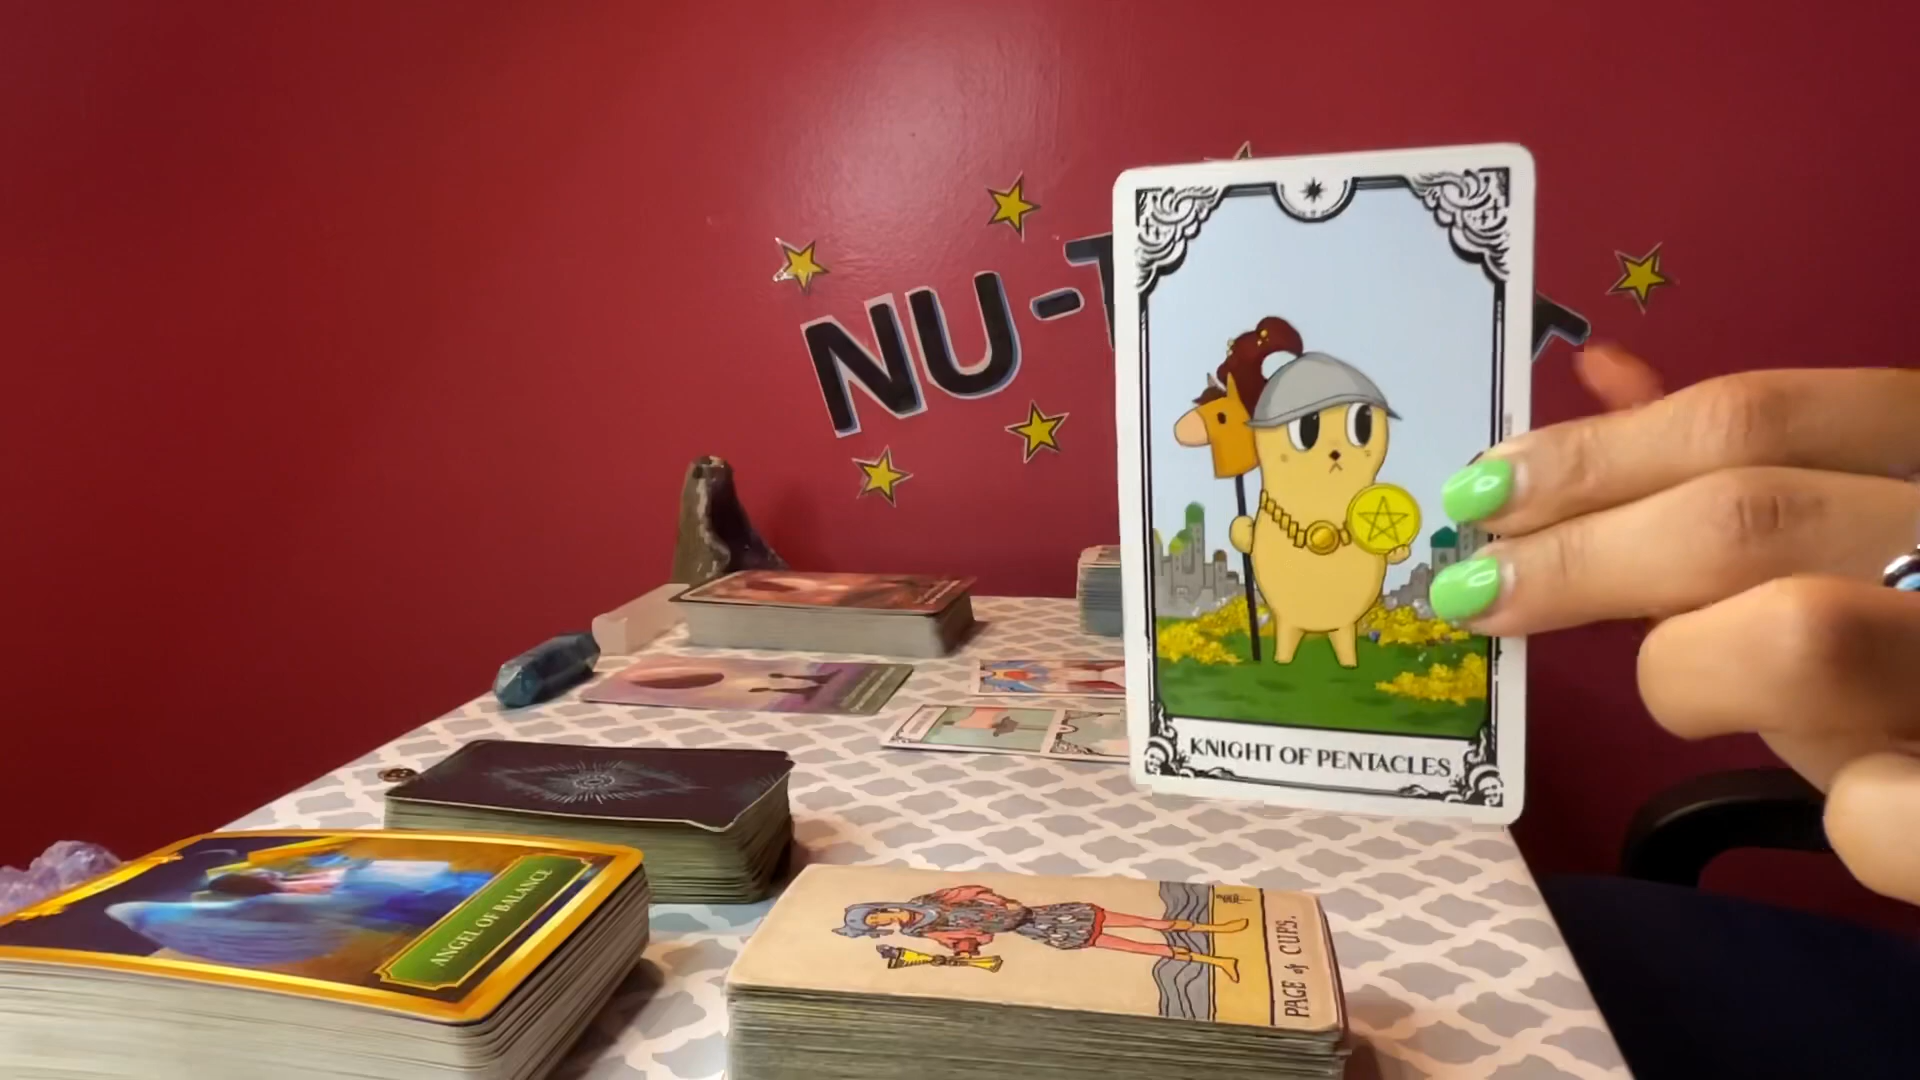 NU-T
KNIGHT OF PENTACLES
ANGEL OF BALANCE
PAGE of CUPS.